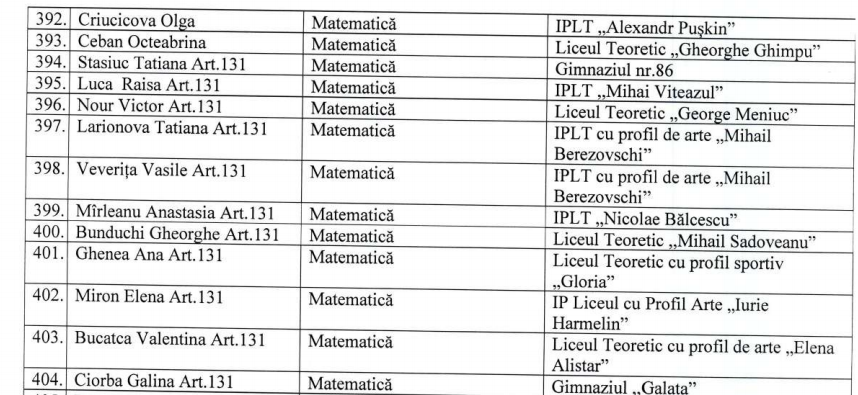 392. Criucicova Olga Matematică IPLT „Alexandr Puşkin”
393. Ceban Octeabrina Matematică Liceul Teoretic „Gheorghe Ghimpu”
394. Stasiuc Tatiana Art.131 Matematică Gimnaziul nr.86
395. Luca Raisa Art.131 Matematică IPLT „Mihai Viteazul”
396. Nour Victor Art.131 Matematică Liceul Teoretic „George Meniuc”
397. Larionova Tatiana Art.131 Matematică IPLT cu profil de arte „Mihail
Berezovschi”
398. Veveriţa Vasile Art.131 Matematică IPLT cu profil de arte „Mihail
Berezovschi”
399. Mîrleanu Anastasia Art.131 Matematică IPLT „Nicolae Bălcescu”
400. Bunduchi Gheorghe Art.131 Matematică Liceul Teoretic „Mihail Sadoveanu”
401. Ghenea Ana Art.131 Matematică Liceul Teoretic cu profil sportiv
„Gloria”
402. Miron Elena Art.131 Matematică IP Liceul cu Profil Arte „Iurie
Harmelin”
403. Bucatca Valentina Art.131 Matematică Liceul Teoretic cu profil de arte „Elena
Alistar”
404. Ciorba Galina Art.131 Matematică Gimnaziul „Galata”